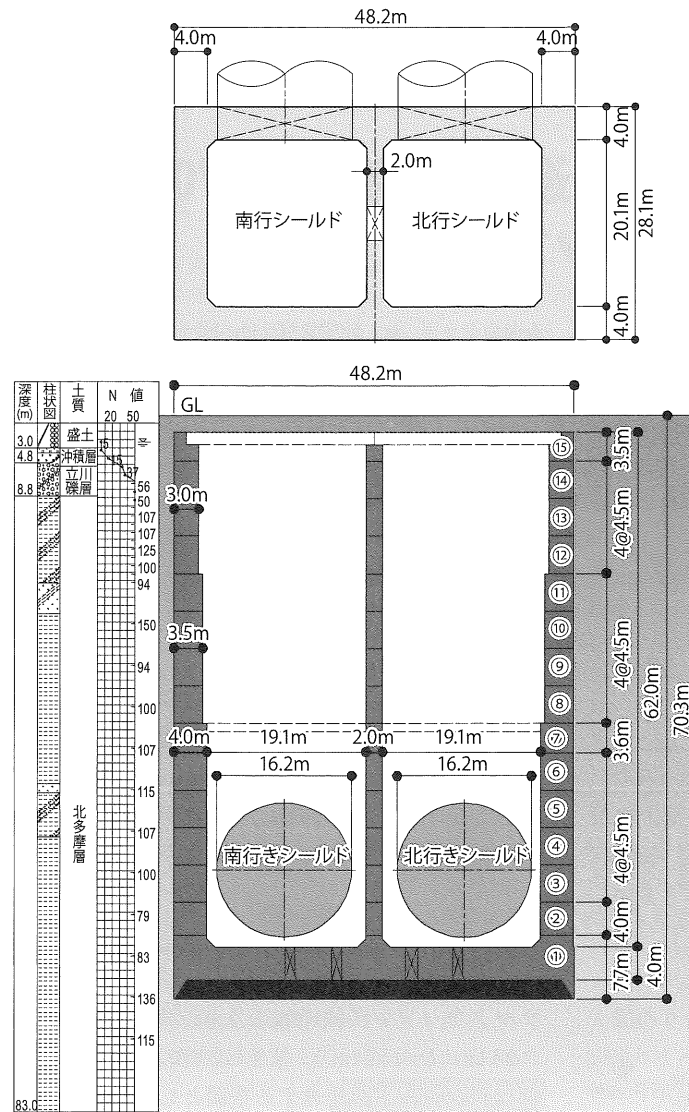 48.2m
4.0m
4.0m
4.0m
2.0m
南行シールド
北行シールド
20.1m
28.1m
4.0m
48.2m
深度(m)
柱状図
土質
N 値
20 50
GL
3.0
盛土
4.8
沖積層
8.8
立川礫層
北多摩層
83.0
15
15
37
56
50
107
107
125
100
94
150
94
100
107
115
107
100
79
83
136
115
3.0m
3.5m
4.0m
19.1m
2.0m
19.1m
16.2m
16.2m
南行きシールド
北行きシールド
⑮
⑭
⑬
⑫
⑪
⑩
⑨
⑧
⑦
⑥
⑤
④
③
②
①
3.5m
4@4.5m
4@4.5m
3.6m
4@4.5m
4.0m
7.7m
62.0m
4.0m
70.3m